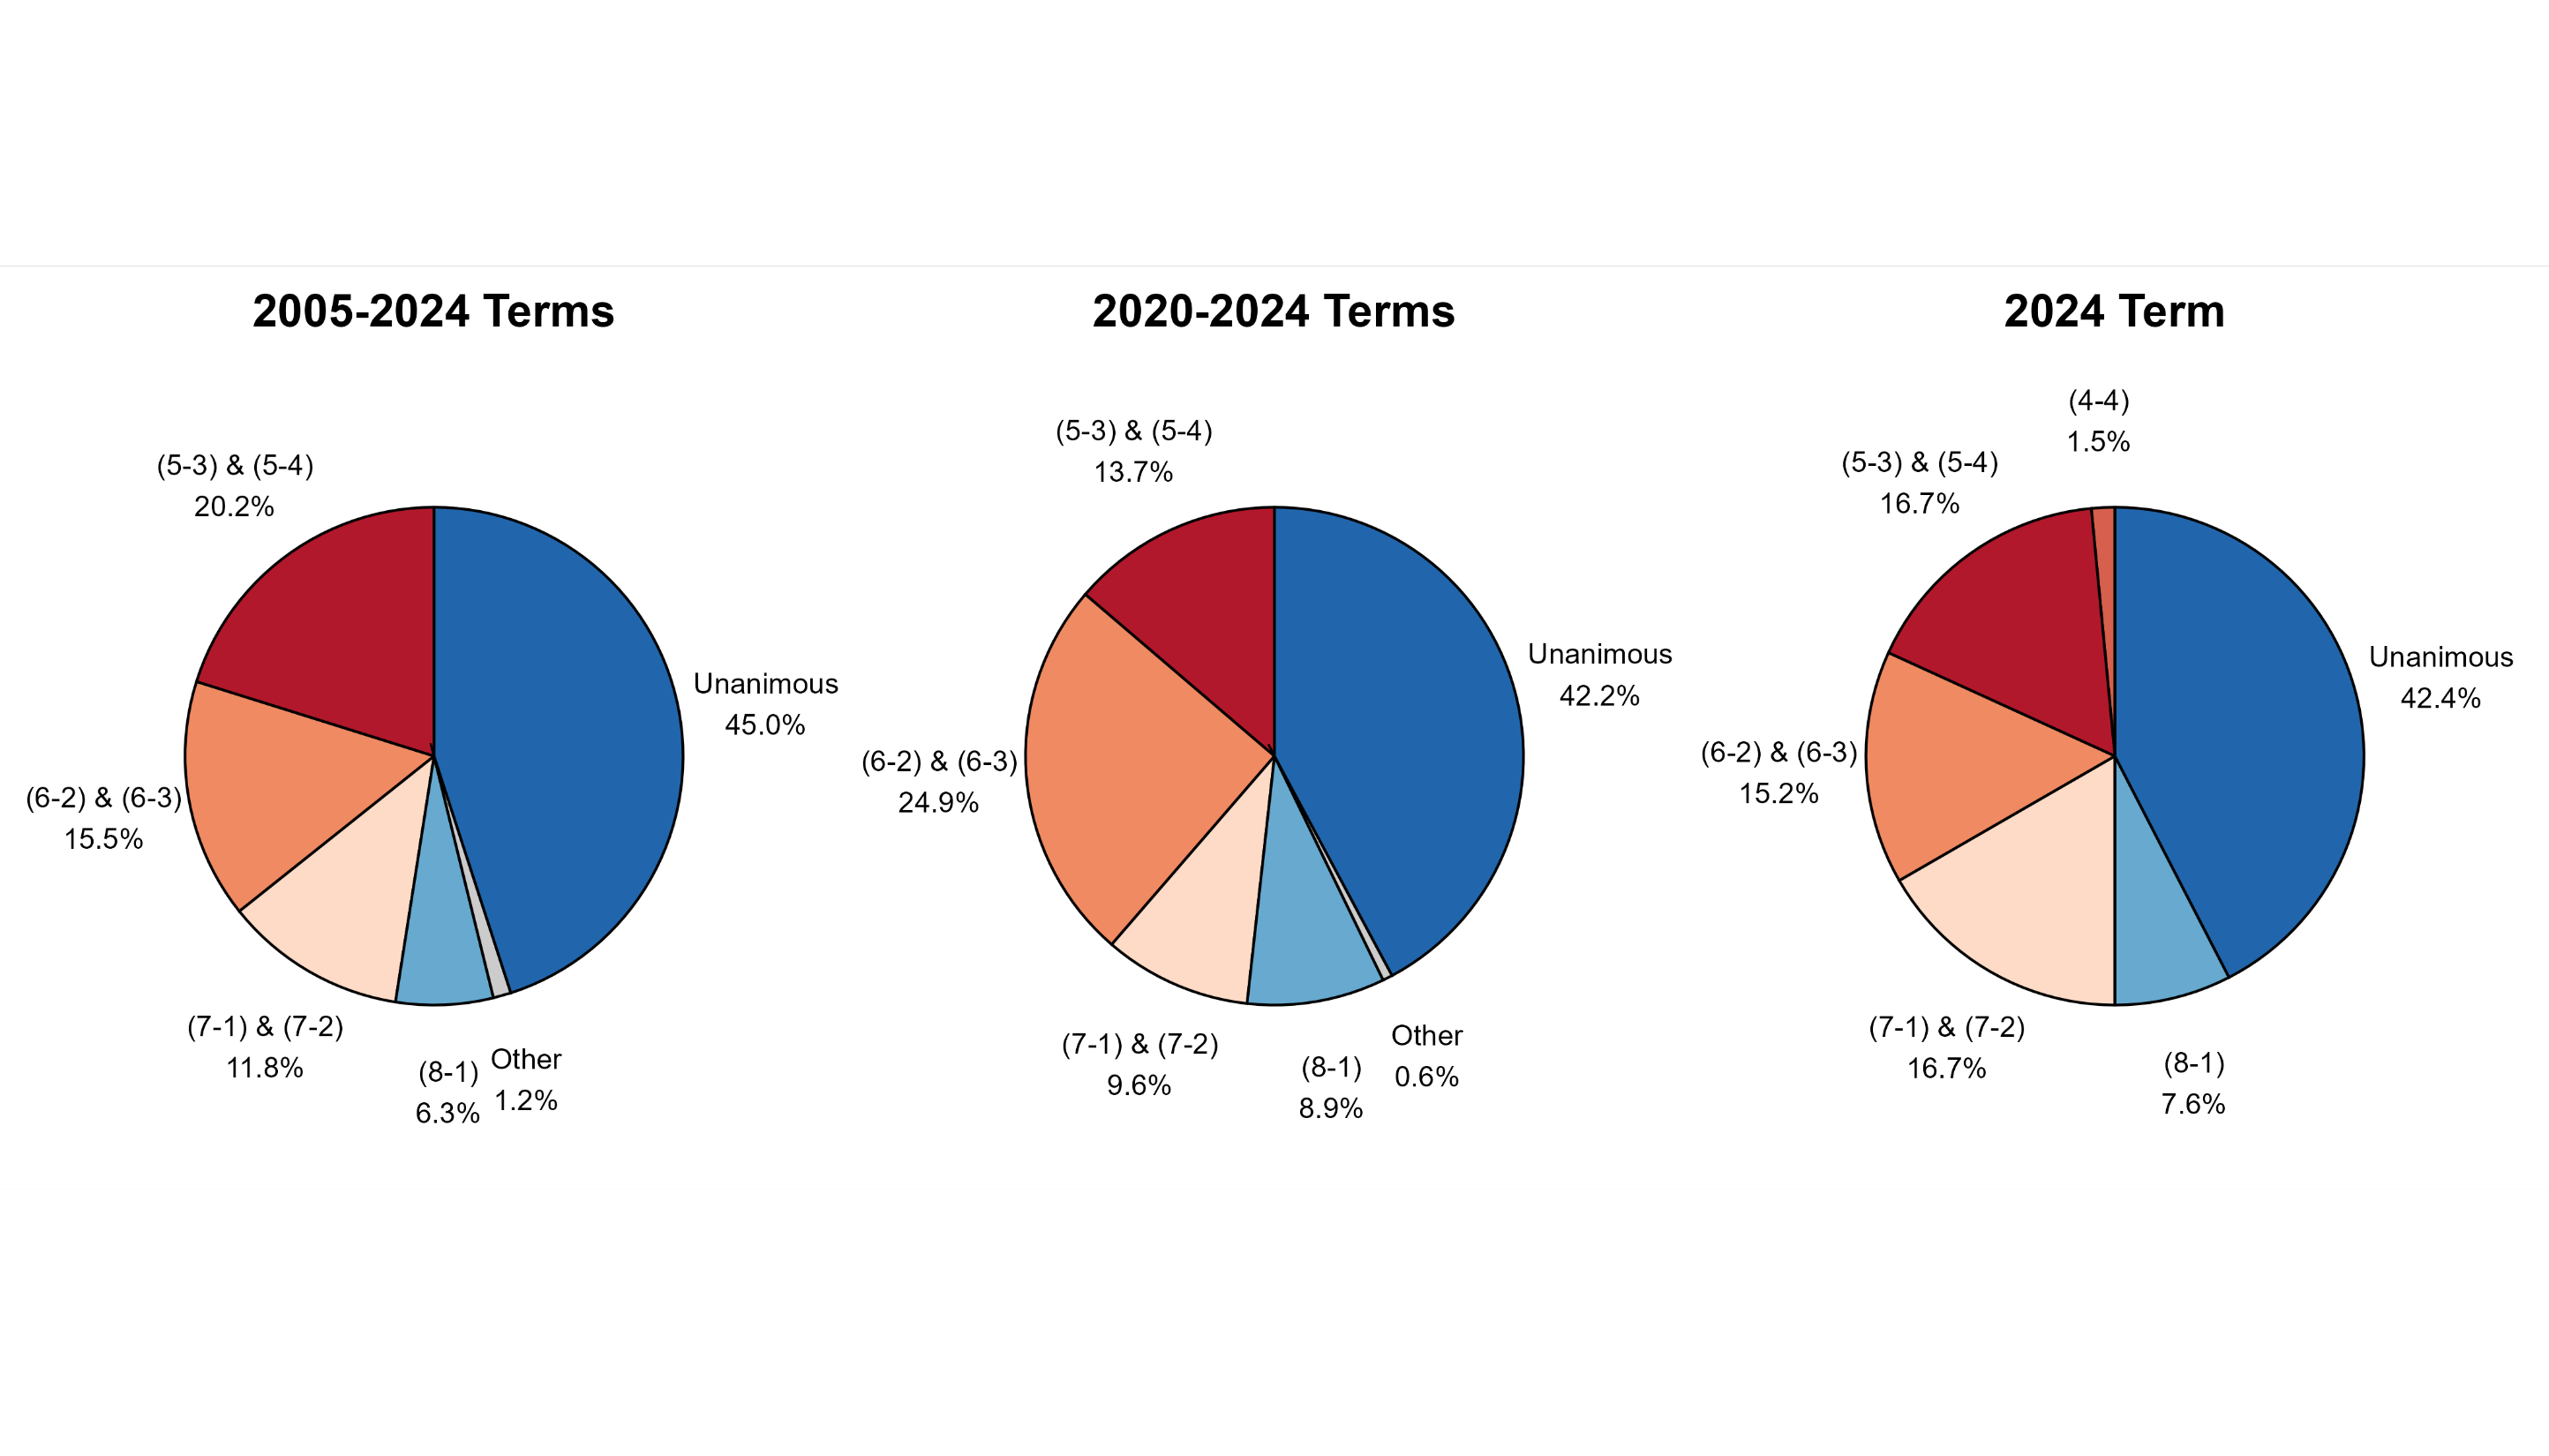 2005-2024 Terms
(5-3) & (5-4)
20.2%
Unanimous
45.0%
(6-2) & (6-3)
15.5%
(7-1) & (7-2)
11.8%
(8-1)
6.3%
Other
1.2%
2020-2024 Terms
(5-3) & (5-4)
13.7%
Unanimous
42.2%
(6-2) & (6-3)
24.9%
(7-1) & (7-2)
9.6%
(8-1)
8.9%
Other
0.6%
2024 Term
(4-4)
1.5%
(5-3) & (5-4)
16.7%
Unanimous
42.4%
(6-2) & (6-3)
15.2%
(7-1) & (7-2)
16.7%
(8-1)
7.6%